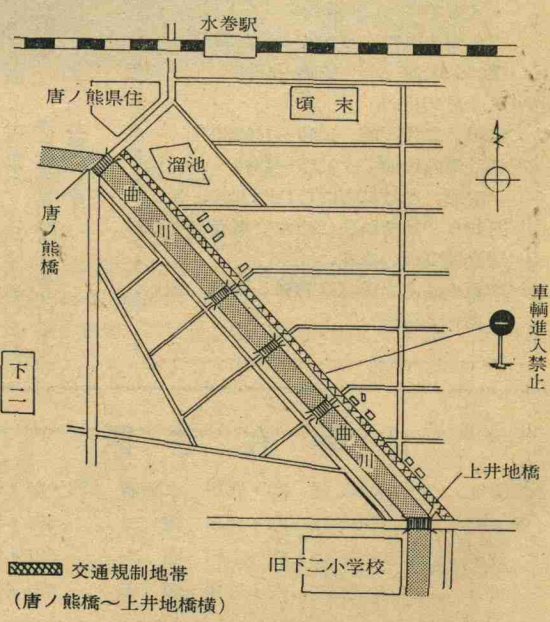 水巻駅
唐ノ熊県住
頃末
溜池
曲川
唐ノ熊橋
車輌進入禁止
下二
曲川
上井地橋
旧下二小学校
交通規制地帯
(唐ノ熊橋〜上井地橋横)